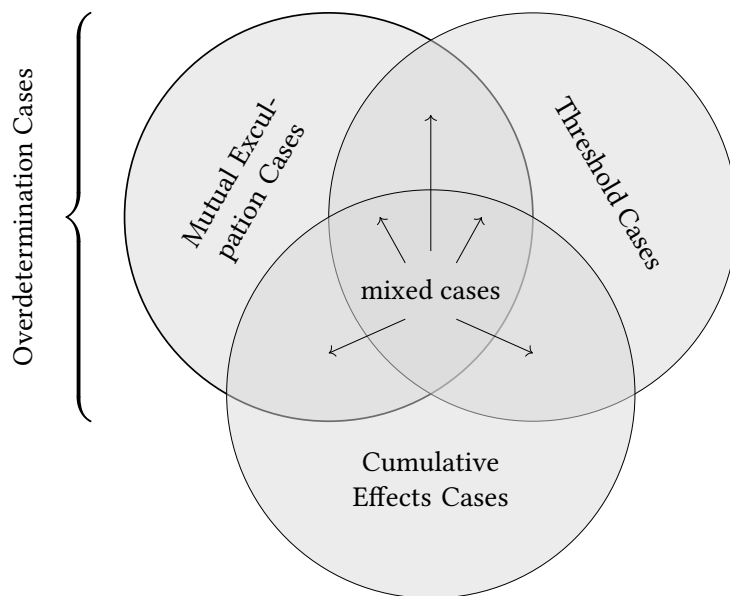 Overdetermination Cases
Mutual Excul-
pation Cases
Threshold Cases
mixed cases
Cumulative
Effects Cases